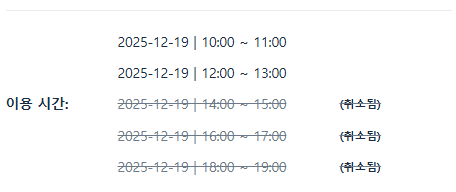 2025-12-19 | 10:00 ~ 11:00
2025-12-19 | 12:00 ~ 13:00
이용 시간: 2025-12-19 | 14:00 ~ 15:00 (취소됨)
2025-12-19 | 16:00 ~ 17:00 (취소됨)
2025-12-19 | 18:00 ~ 19:00 (취소됨)